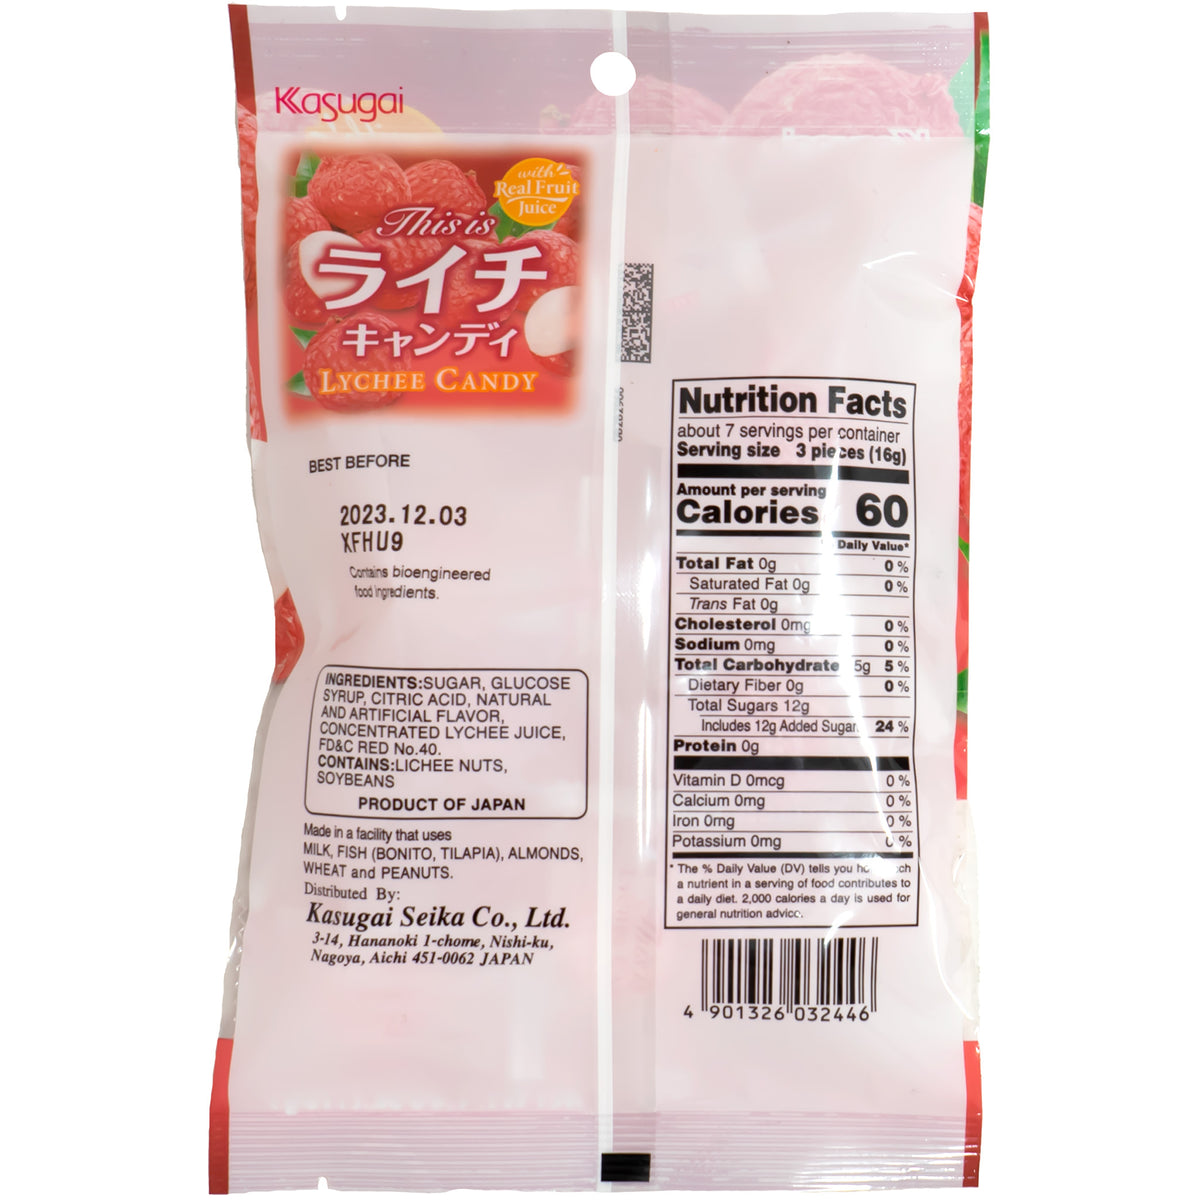 Kasugai
with
Real Fruit
Juice
This is
ライチ
キャンディ
LYCHEE CANDY
BEST BEFORE
2023.12.03
XFHU9
Contains bioengineered
food ingredients.
INGREDIENTS:SUGAR, GLUCOSE
SYRUP, CITRIC ACID, NATURAL
AND ARTIFICIAL FLAVOR,
CONCENTRATED LYCHEE JUICE,
FD&C RED No.40.
CONTAINS:LICHEE NUTS,
SOYBEANS
PRODUCT OF JAPAN
Made in a facility that uses
MILK, FISH (BONITO, TILAPIA), ALMONDS,
WHEAT and PEANUTS.
Distributed By:
Kasugai Seika Co., Ltd.
3-14, Hananoki 1-chome, Nishi-ku,
Nagoya, Aichi 451-0062 JAPAN
Nutrition Facts
about 7 servings per container
Serving size 3 pieces (16g)
Amount per serving
Calories 60
Daily Value*
Total Fat 0g 0 %
Saturated Fat 0g 0 %
Trans Fat 0g
Cholesterol 0mg 0 %
Sodium 0mg 0 %
Total Carbohydrate 5g 5 %
Dietary Fiber 0g 0 %
Total Sugars 12g
Includes 12g Added Sugar 24 %
Protein 0g
Vitamin D 0mcg 0 %
Calcium 0mg 0 %
Iron 0mg 0 %
Potassium 0mg 0 %
* The % Daily Value (DV) tells you
a nutrient in a serving of food contributes to
a daily diet. 2,000 calories a day is used for
general nutrition advice.
4 901326 032446